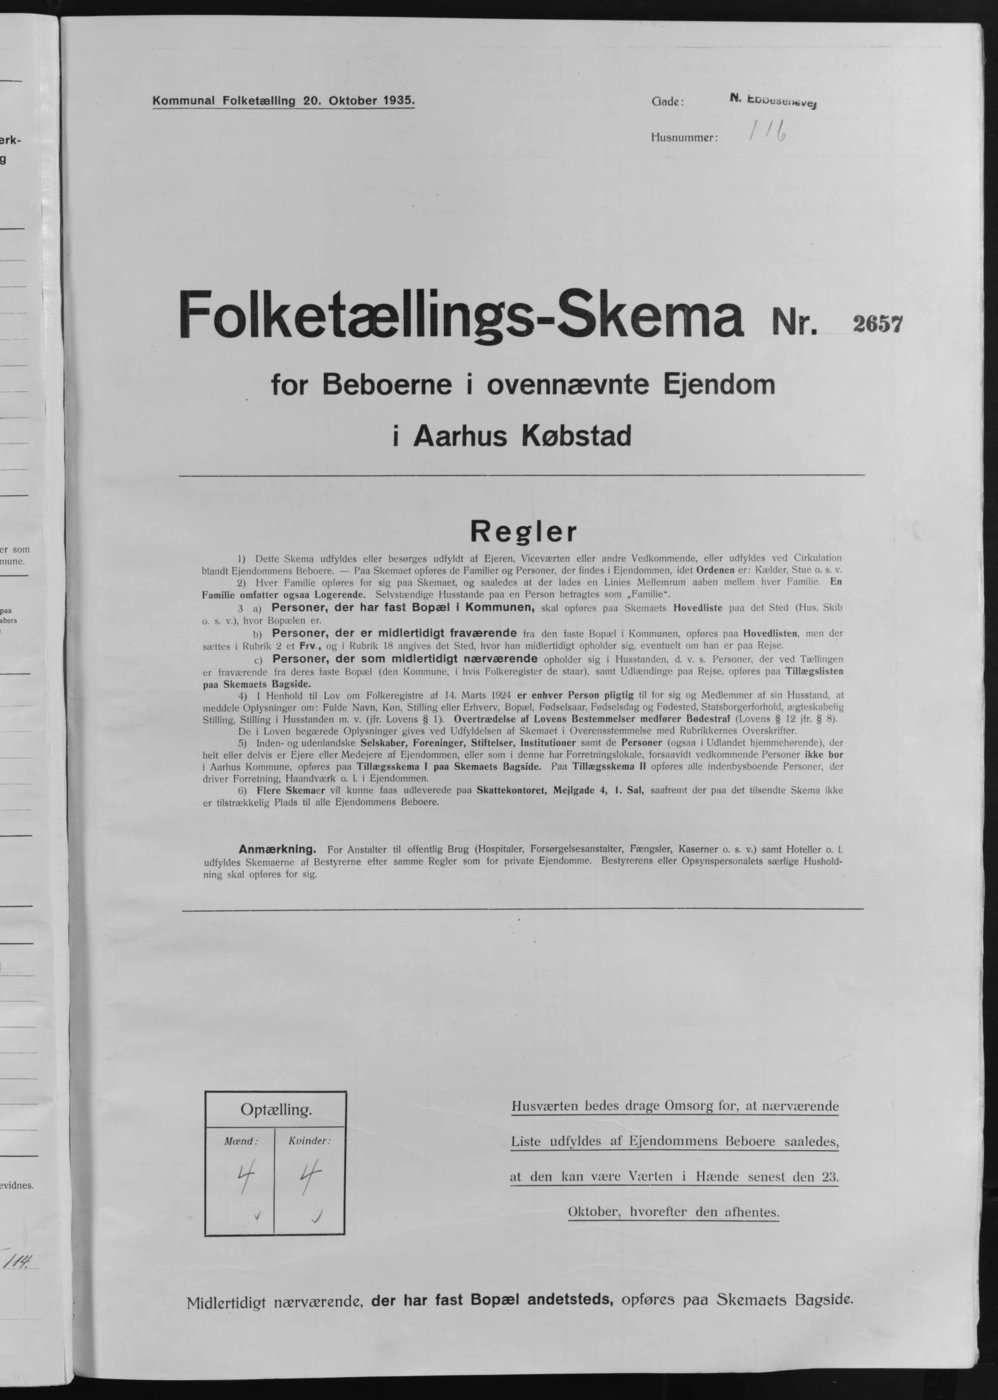 erk-
g
er som
mune.
paa
abers
evidnes.
114.
Kommunal Folketælling 20. Oktober 1935.
Gade: N. Ebbesensvej
Husnummer: 116
Folketællings-Skema Nr. 2657
for Beboerne i ovennævnte Ejendom
i Aarhus Købstad
Regler
1) Dette Skema udfyldes eller besørges udfyldt af Ejeren, Viceværten eller andre Vedkommende, eller udfyldes ved Cirkulation
blandt Ejendommens Beboere. — Paa Skemaet opføres de Familier og Personer, der findes i Ejendommen, idet Ordenen er: Kælder, Stue o. s. v.
2) Hver Familie opføres for sig paa Skemaet, og saaledes at der lades en Linies Mellemrum aaben mellem hver Familie. En
Familie omfatter ogsaa Logerende. Selvstændige Husstande paa en Person betragtes som „Familie“.
3 a) Personer, der har fast Bopæl i Kommunen, skal opføres paa Skemaets Hovedliste paa det Sted (Hus, Skib
o. s. v.), hvor Bopælen er.
b) Personer, der er midlertidigt fraværende fra den faste Bopæl i Kommunen, opføres paa Hovedlisten, men der
sættes i Rubrik 2 et Frv., og i Rubrik 18 angives det Sted, hvor han midlertidigt opholder sig, eventuelt om han er paa Rejse.
c) Personer, der som midlertidigt nærværende opholder sig i Husstanden, d. v. s. Personer, der ved Tællingen
er fraværende fra deres faste Bopæl (den Kommune, i hvis Folkeregister de staar), samt Udlændinge paa Rejse, opføres paa Tillægslisten
paa Skemaets Bagside.
4) I Henhold til Lov om Folkeregistre af 14. Marts 1924 er enhver Person pligtig til for sig og Medlemmer af sin Husstand, at
meddele Oplysninger om: Fulde Navn, Køn, Stilling eller Erhverv, Bopæl, Fødselsaar, Fødselsdag og Fødested, Statsborgerforhold, ægteskabelig
Stilling, Stilling i Husstanden m. v. (jfr. Lovens § 1). Overtrædelse af Lovens Bestemmelser medfører Bødestraf (Lovens § 12 jfr. § 8).
De i Loven begærede Oplysninger gives ved Udfyldelsen af Skemaet i Overensstemmelse med Rubrikkernes Overskrifter.
5) Inden- og udenlandske Selskaber, Foreninger, Stiftelser, Institutioner samt de Personer (ogsaa i Udlandet hjemmehørende), der
helt eller delvis er Ejere eller Medejere af Ejendommen, eller som i denne har Forretningslokale, forsaavidt vedkommende Personer ikke bor
i Aarhus Kommune, opføres paa Tillægsskema I paa Skemaets Bagside. Paa Tillægsskema II opføres alle indenbysboende Personer, der
driver Forretning, Haandværk o. l. i Ejendommen.
6) Flere Skemaer vil kunne faas udleverede paa Skattekontoret, Mejlgade 4, 1. Sal, saafremt der paa det tilsendte Skema ikke
er tilstrækkelig Plads til alle Ejendommens Beboere.
Anmærkning. For Anstalter til offentlig Brug (Hospitaler, Forsørgelsesanstalter, Fængsler, Kaserner o. s. v.) samt Hoteller o. l.
udfyldes Skemaerne af Bestyrerne efter samme Regler som for private Ejendomme. Bestyrerens eller Opsynspersonalets særlige Hushold-
ning skal opføres for sig.
Optælling.
Mænd: Kvinder:
4 4
Husværten bedes drage Omsorg for, at nærværende
Liste udfyldes af Ejendommens Beboere saaledes,
at den kan være Værten i Hænde senest den 23.
Oktober, hvorefter den afhentes.
Midlertidigt nærværende, der har fast Bopæl andetsteds, opføres paa Skemaets Bagside.